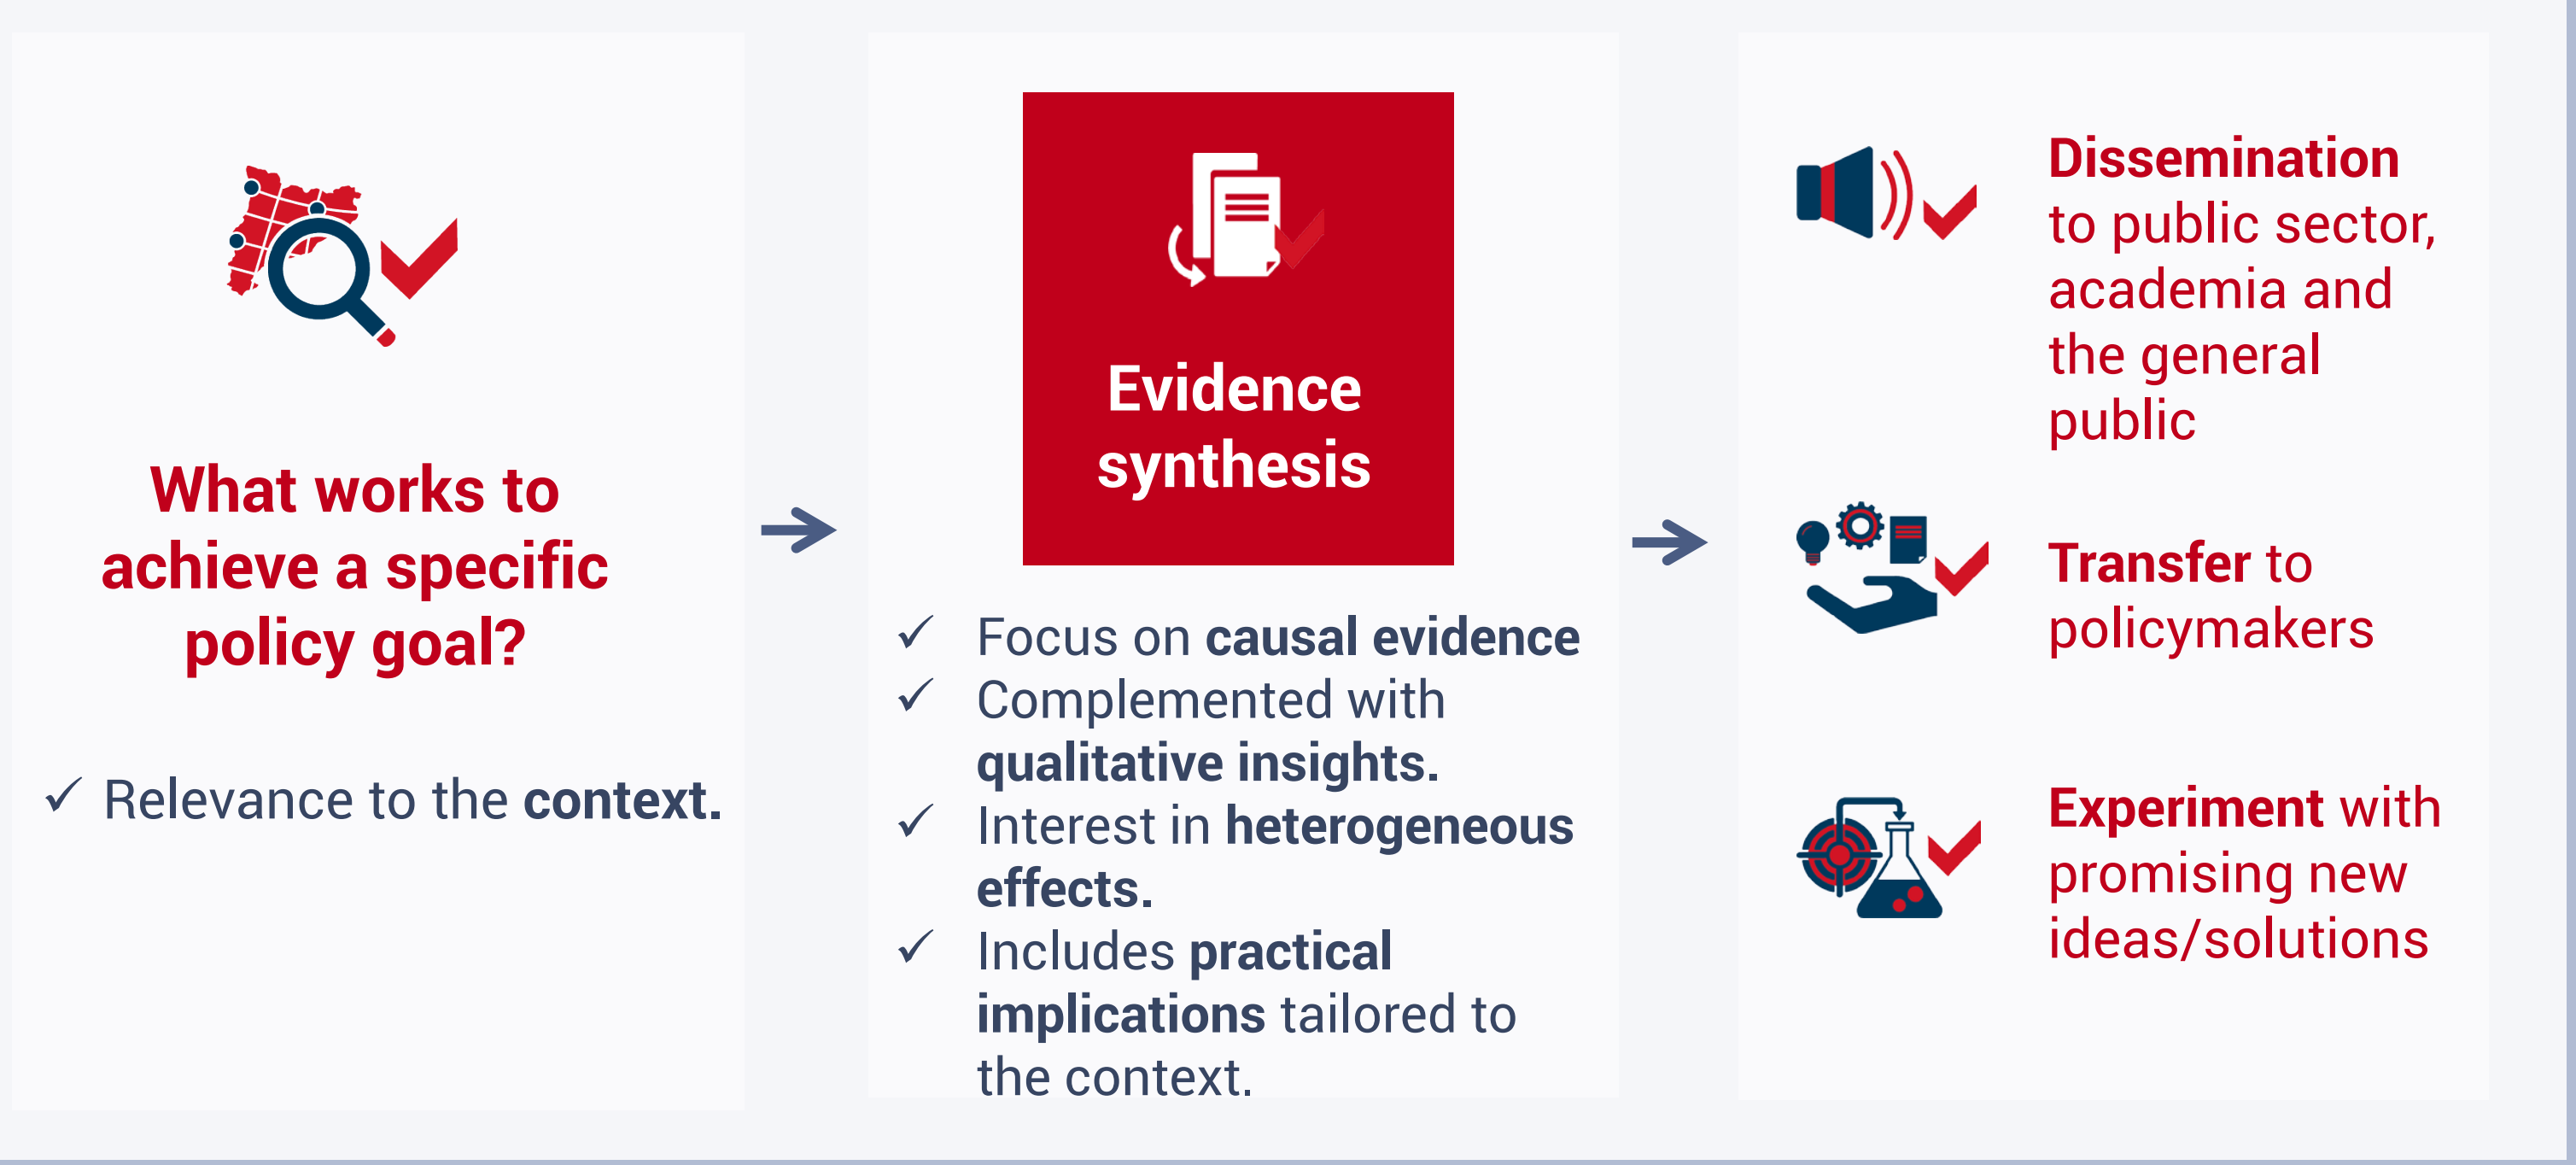 What works to
achieve a specific
policy goal?
✓ Relevance to the context.
Evidence
synthesis
✓ Focus on causal evidence
✓ Complemented with
qualitative insights.
✓ Interest in heterogeneous
effects.
✓ Includes practical
implications tailored to
the context.
Dissemination
to public sector,
academia and
the general
public
Transfer to
policymakers
Experiment with
promising new
ideas/solutions